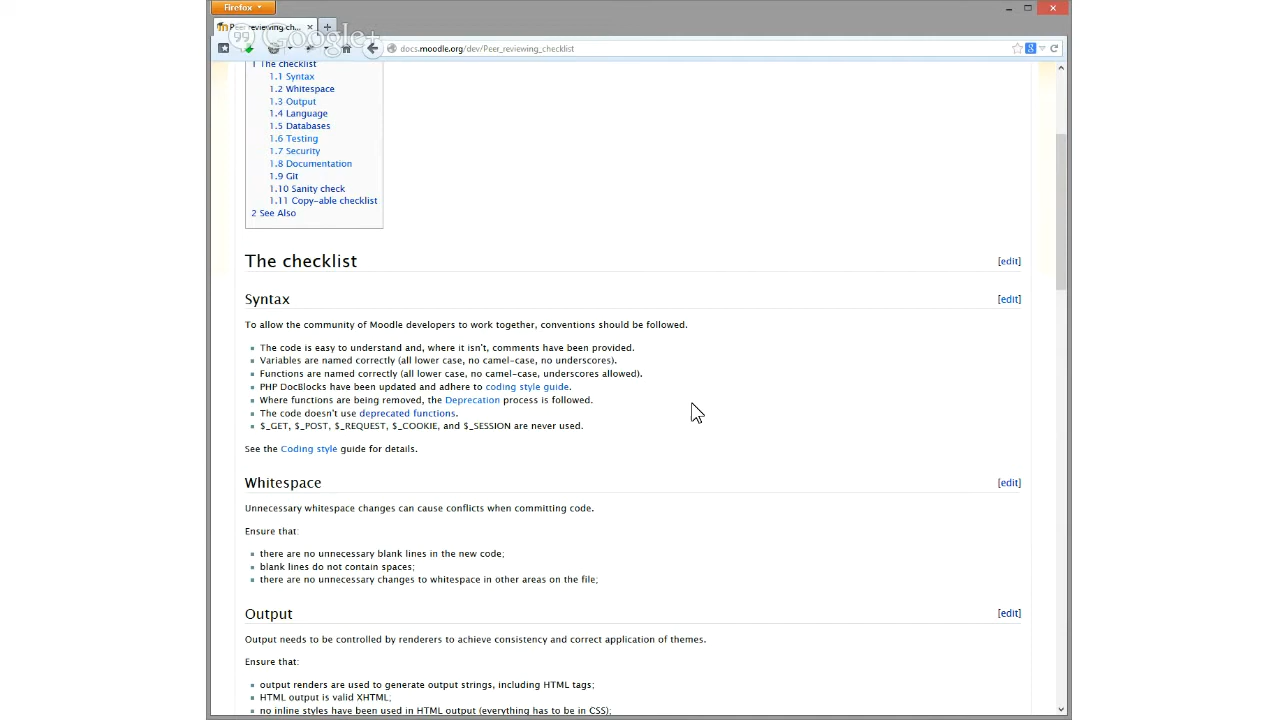 Firefox
Peer reviewing ch...
Google+
docs.moodle.org/dev/Peer_reviewing_checklist
1 The checklist
1.1 Syntax
1.2 Whitespace
1.3 Output
1.4 Language
1.5 Databases
1.6 Testing
1.7 Security
1.8 Documentation
1.9 Git
1.10 Sanity check
1.11 Copy-able checklist
2 See Also
The checklist [edit]
Syntax [edit]
To allow the community of Moodle developers to work together, conventions should be followed.
The code is easy to understand and, where it isn't, comments have been provided.
Variables are named correctly (all lower case, no camel-case, no underscores).
Functions are named correctly (all lower case, no camel-case, underscores allowed).
PHP DocBlocks have been updated and adhere to coding style guide.
Where functions are being removed, the Deprecation process is followed.
The code doesn't use deprecated functions.
$_GET, $_POST, $_REQUEST, $_COOKIE, and $_SESSION are never used.
See the Coding style guide for details.
Whitespace [edit]
Unnecessary whitespace changes can cause conflicts when committing code.
Ensure that:
there are no unnecessary blank lines in the new code;
blank lines do not contain spaces;
there are no unnecessary changes to whitespace in other areas on the file;
Output [edit]
Output needs to be controlled by renderers to achieve consistency and correct application of themes.
Ensure that:
output renders are used to generate output strings, including HTML tags;
HTML output is valid XHTML;
no inline styles have been used in HTML output (everything has to be in CSS);